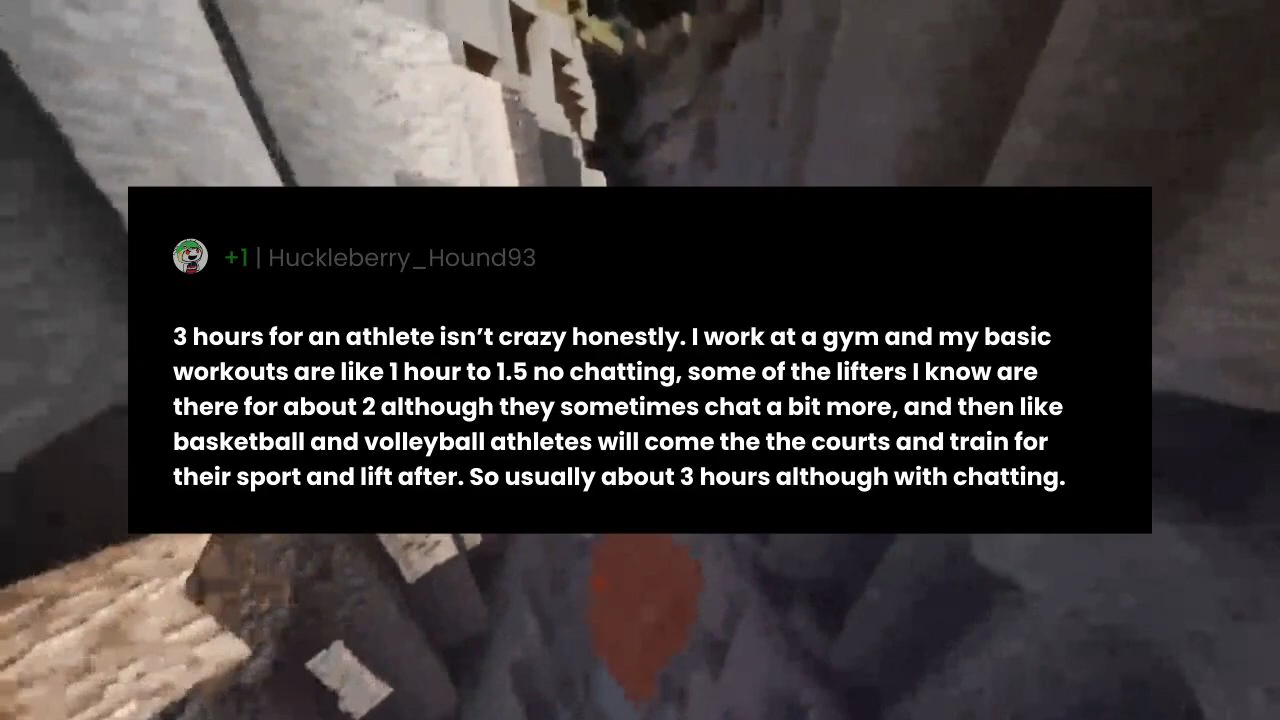 +1 | Huckleberry_Hound93
3 hours for an athlete isn’t crazy honestly. I work at a gym and my basic
workouts are like 1 hour to 1.5 no chatting, some of the lifters I know are
there for about 2 although they sometimes chat a bit more, and then like
basketball and volleyball athletes will come the the courts and train for
their sport and lift after. So usually about 3 hours although with chatting.